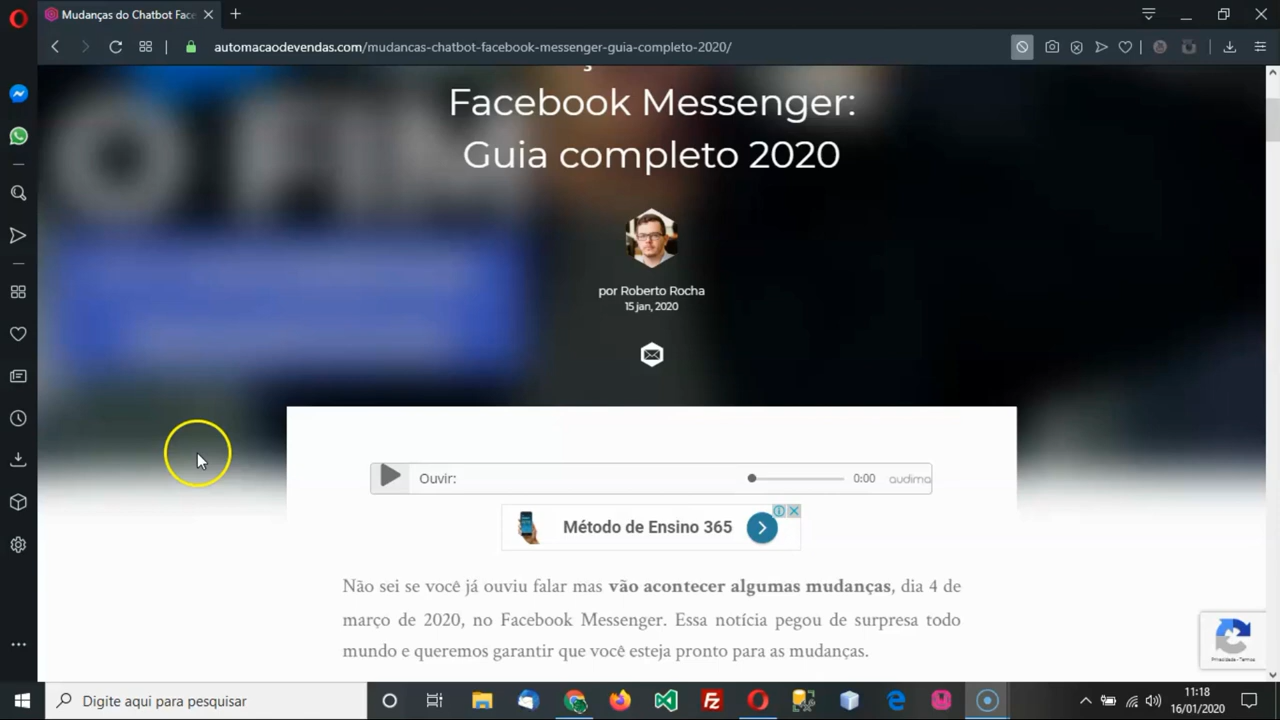 Mudanças do Chatbot Face
automacaodevendas.com/mudancas-chatbot-facebook-messenger-guia-completo-2020/
Facebook Messenger:
Guia completo 2020
por Roberto Rocha
15 jan, 2020
Ouvir:
0:00
audima
Método de Ensino 365
Não sei se você já ouviu falar mas vão acontecer algumas mudanças, dia 4 de
março de 2020, no Facebook Messenger. Essa notícia pegou de surpresa todo
mundo e queremos garantir que você esteja pronto para as mudanças.
Privacidade - Termos
Digite aqui para pesquisar
11:18
16/01/2020